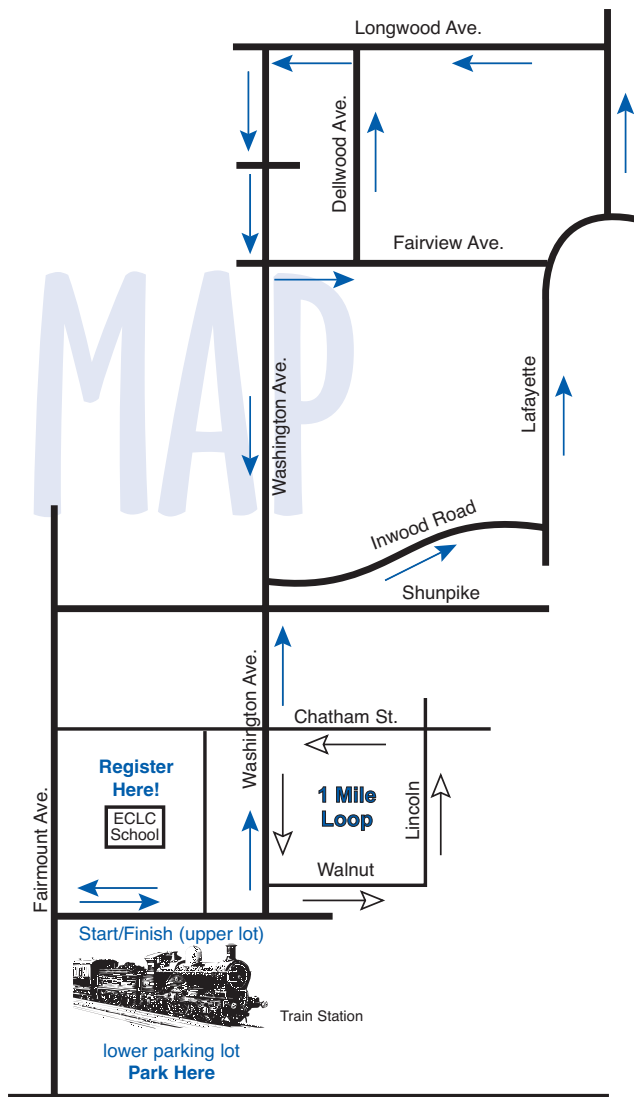 Longwood Ave.
Dellwood Ave.
Fairview Ave.
MAP
Washington Ave.
Lafayette
Inwood Road
Shunpike
Washington Ave.
Chatham St.
Register
Here!
ECLC
School
1 Mile
Loop
Lincoln
Fairmount Ave.
Walnut
Start/Finish (upper lot)
Train Station
lower parking lot
Park Here